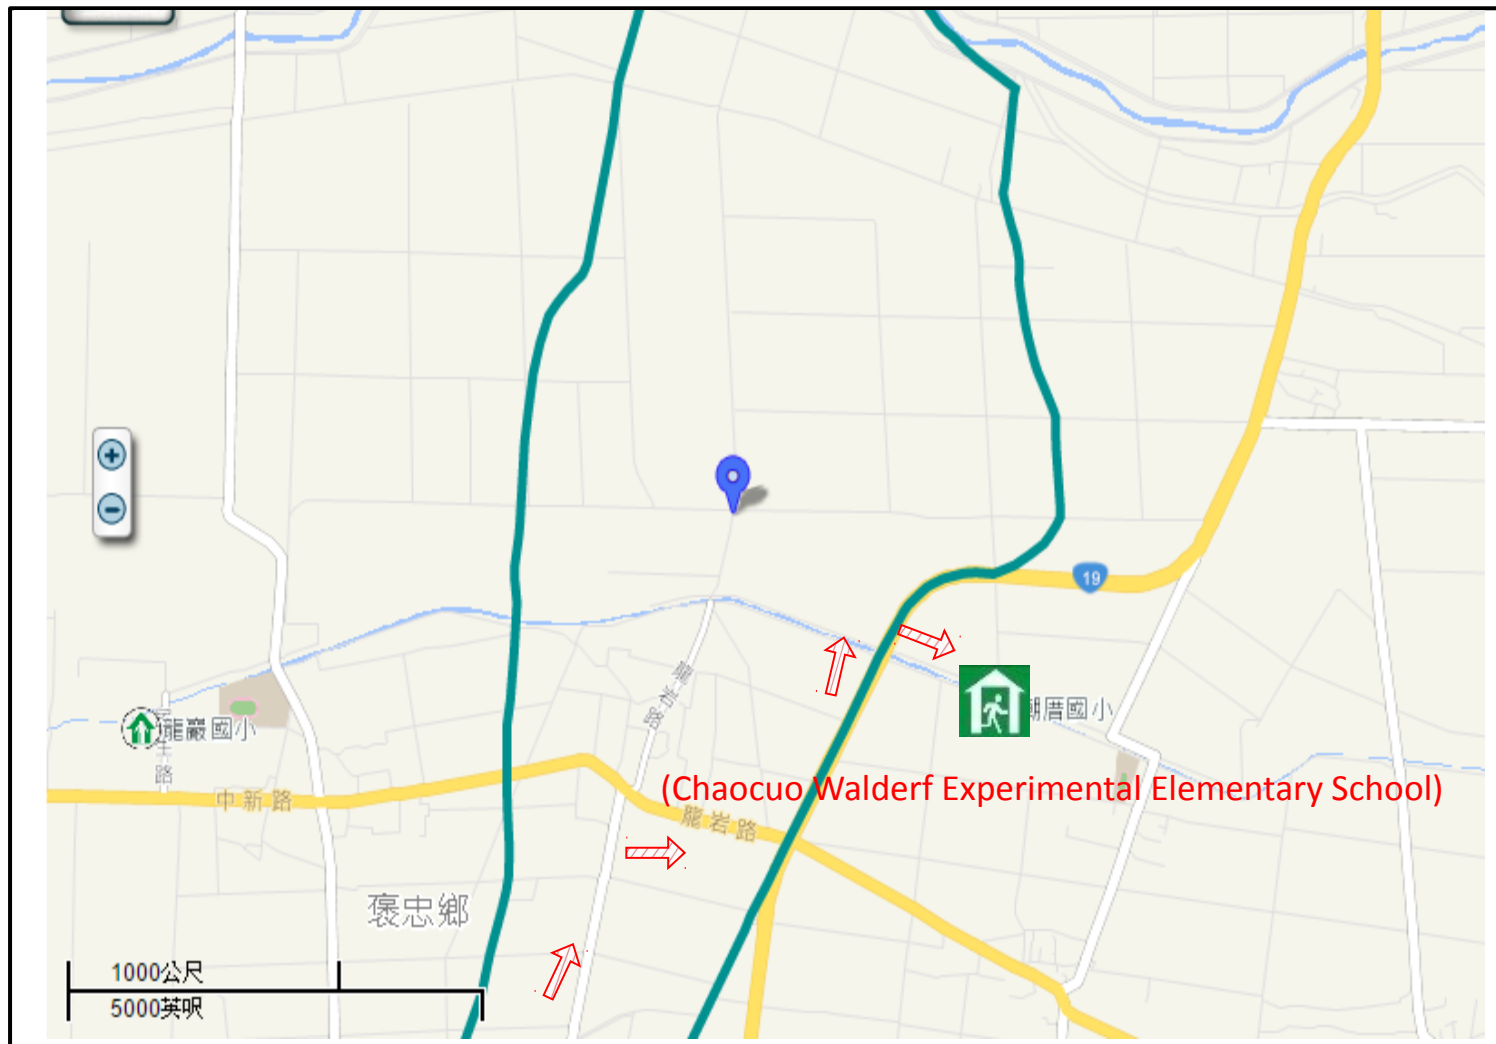 19
龍岩路
龍巖國小
生路
潮厝國小
中新路
(Chaocuo Walderf Experimental Elementary School)
龍岩路
褒忠鄉
1000公尺
5000英呎